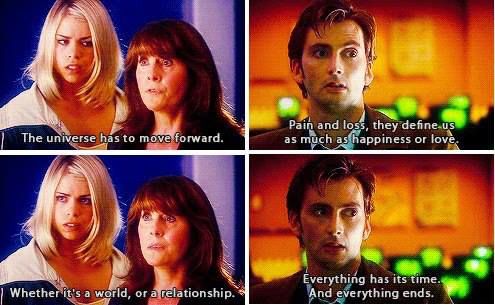 The universe has to move forward.
Pain and loss, they define us
as much as happiness or love.
Whether it's a world, or a relationship.
Everything has its time.
And everything ends.